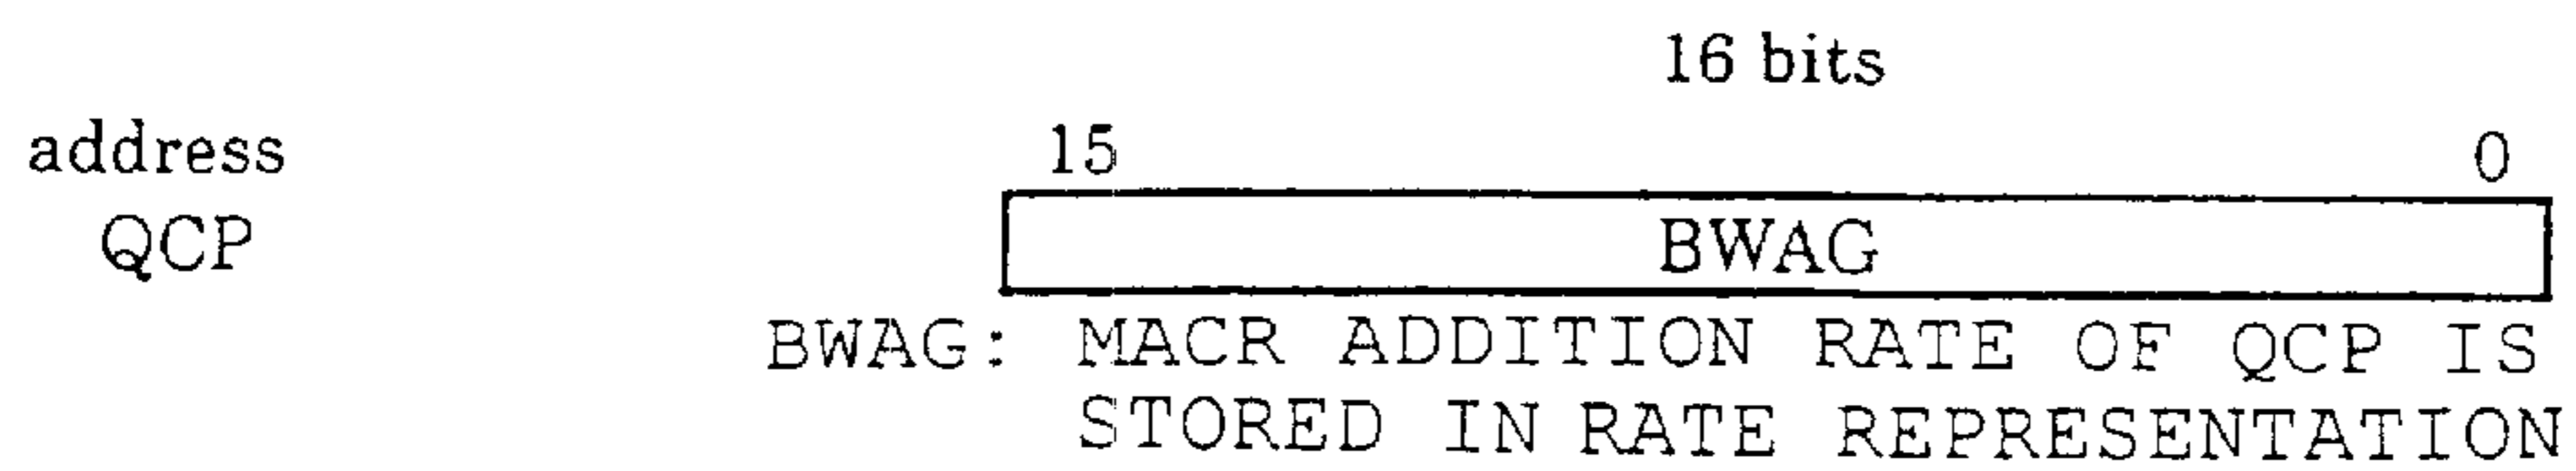 16 bits
address 15 0
QCP BWAG
BWAG: MACR ADDITION RATE OF QCP IS
STORED IN RATE REPRESENTATION